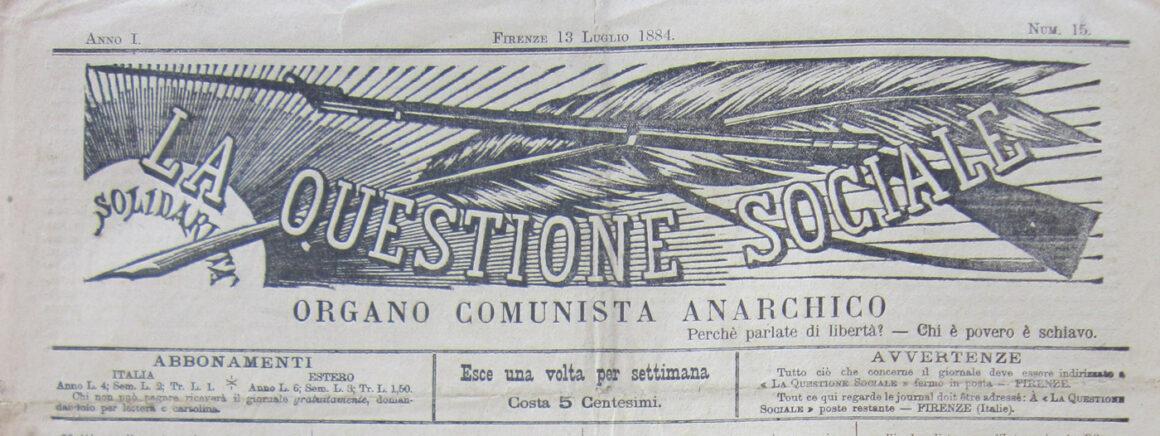 ANNO I.
FIRENZE 13 LUGLIO 1884.
NUM. 15.
LA QUESTIONE SOCIALE
SOLIDARIETÀ
ORGANO COMUNISTA ANARCHICO
Perchè parlate di libertà? — Chi è povero è schiavo.
ABBONAMENTI
ITALIA
ESTERO
Anno L. 4; Sem. L. 2; Tr. L. 1. * Anno L. 6; Sem. L. 3; Tr. L. 1,50.
Chi non può pagare riceverà il giornale gratuitamente, doman-
dandolo per lettera o cartolina.
Esce una volta per settimana
Costa 5 Centesimi.
AVVERTENZE
Tutto ciò che concerne il giornale deve essere indirizzato a
« LA QUESTIONE SOCIALE » fermo in posta — FIRENZE.
Tout ce qui regarde le journal doit être adressé: À « LA QUESTIONE
SOCIALE » poste restante — FIRENZE (Italie).